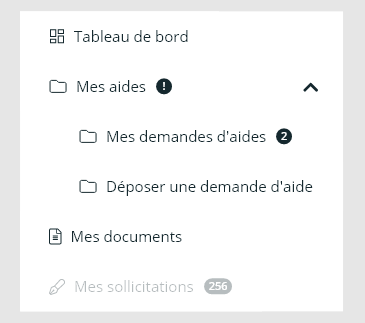 Tableau de bord
Mes aides !
Mes demandes d'aides 2
Déposer une demande d'aide
Mes documents
Mes sollicitations 256